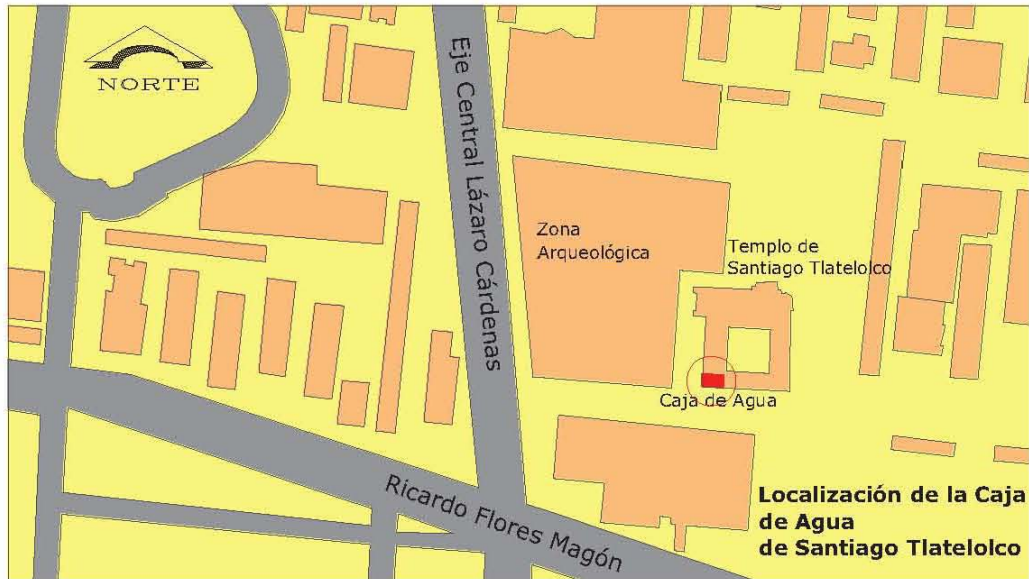 NORTE
Eje Central Lázaro Cárdenas
Zona
Arqueológica
Templo de
Santiago Tlatelolco
Caja de Agua
Ricardo Flores Magón
Localización de la Caja
de Agua
de Santiago Tlatelolco